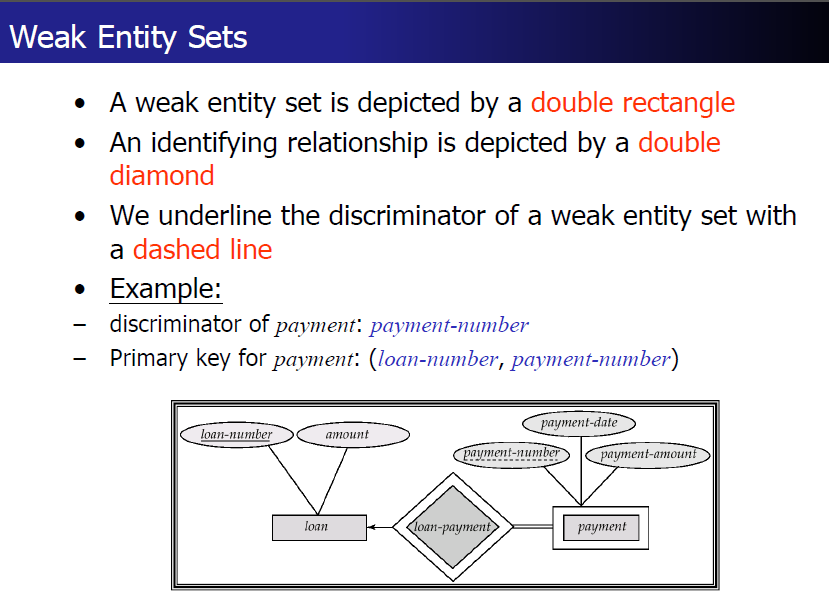 Weak Entity Sets
• A weak entity set is depicted by a double rectangle
• An identifying relationship is depicted by a double
diamond
• We underline the discriminator of a weak entity set with
a dashed line
• Example:
– discriminator of payment: payment-number
– Primary key for payment: (loan-number, payment-number)
payment-date
loan-number
amount
payment-number
payment-amount
loan
loan-payment
payment